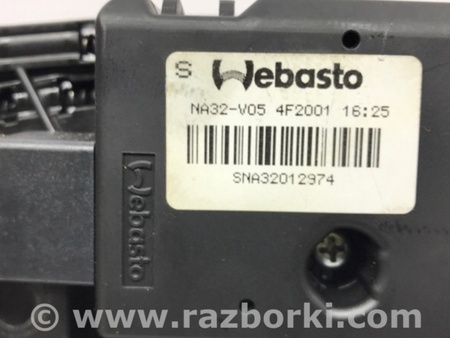 S Webasto
NA32-V05 4F2001 16:25
SNA32012974
Webasto
www.razborki.com